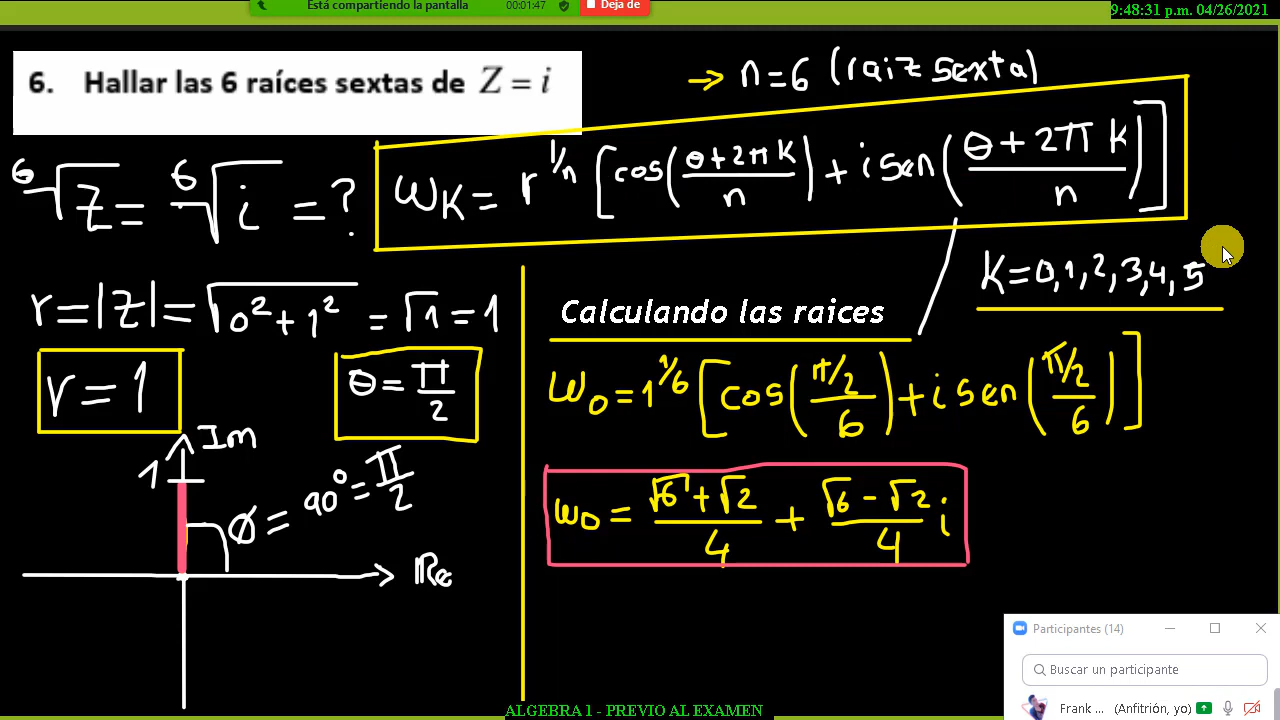 Está compartiendo la pantalla 00:01:47 Deja de
9:48:31 p.m. 04/26/2021
6. Hallar las 6 raíces sextas de Z = i
→ n=6 (raiz sexta)
⁶√Z = ⁶√i = ?
ωₖ = r^(1/n) [cos((θ+2πk)/n) + i sen((θ+2πk)/n)]
K=0,1,2,3,4,5
r=|Z|=√(0²+1²) = √1 = 1
r = 1
θ = π/2
Im
1
Ø = 90° = π/2
Re
Calculando las raices
ω₀ = 1^(1/6) [cos((π/2)/6) + i sen((π/2)/6)]
ω₀ = (√6+√2)/4 + (√6-√2)/4 i
Participantes (14)
Buscar un participante
Frank ... (Anfitrión, yo)
ALGEBRA 1 - PREVIO AL EXAMEN